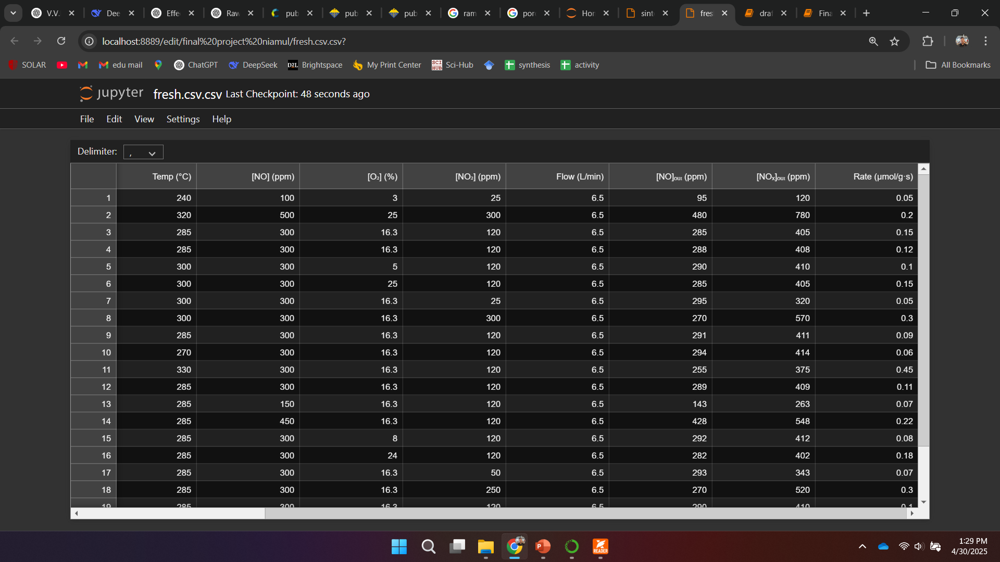 V.V. Dee Effe Raw pub pub pub ram por Hor sint fres draf Fina
localhost:8889/edit/final%20project%20niamul/fresh.csv.csv?
SOLAR edu mail ChatGPT DeepSeek D2L Brightspace My Print Center SCI HUB Sci-Hub synthesis activity All Bookmarks
jupyter fresh.csv.csv Last Checkpoint: 48 seconds ago
File Edit View Settings Help
Delimiter: ,
Temp (°C) [NO] (ppm) [O₂] (%) [NO₂] (ppm) Flow (L/min) [NO]ₒᵤₜ (ppm) [NOₓ]ₒᵤₜ (ppm) Rate (μmol/g·s)
1 240 100 3 25 6.5 95 120 0.05
2 320 500 25 300 6.5 480 780 0.2
3 285 300 16.3 120 6.5 285 405 0.15
4 285 300 16.3 120 6.5 288 408 0.12
5 300 300 5 120 6.5 290 410 0.1
6 300 300 25 120 6.5 285 405 0.15
7 300 300 16.3 25 6.5 295 320 0.05
8 300 300 16.3 300 6.5 270 570 0.3
9 285 300 16.3 120 6.5 291 411 0.09
10 270 300 16.3 120 6.5 294 414 0.06
11 330 300 16.3 120 6.5 255 375 0.45
12 285 300 16.3 120 6.5 289 409 0.11
13 285 150 16.3 120 6.5 143 263 0.07
14 285 450 16.3 120 6.5 428 548 0.22
15 285 300 8 120 6.5 292 412 0.08
16 285 300 24 120 6.5 282 402 0.18
17 285 300 16.3 50 6.5 293 343 0.07
18 285 300 16.3 250 6.5 270 520 0.3
19 285 300 16.3 120 6.5 290 410 0.1
READER
1:29 PM
4/30/2025